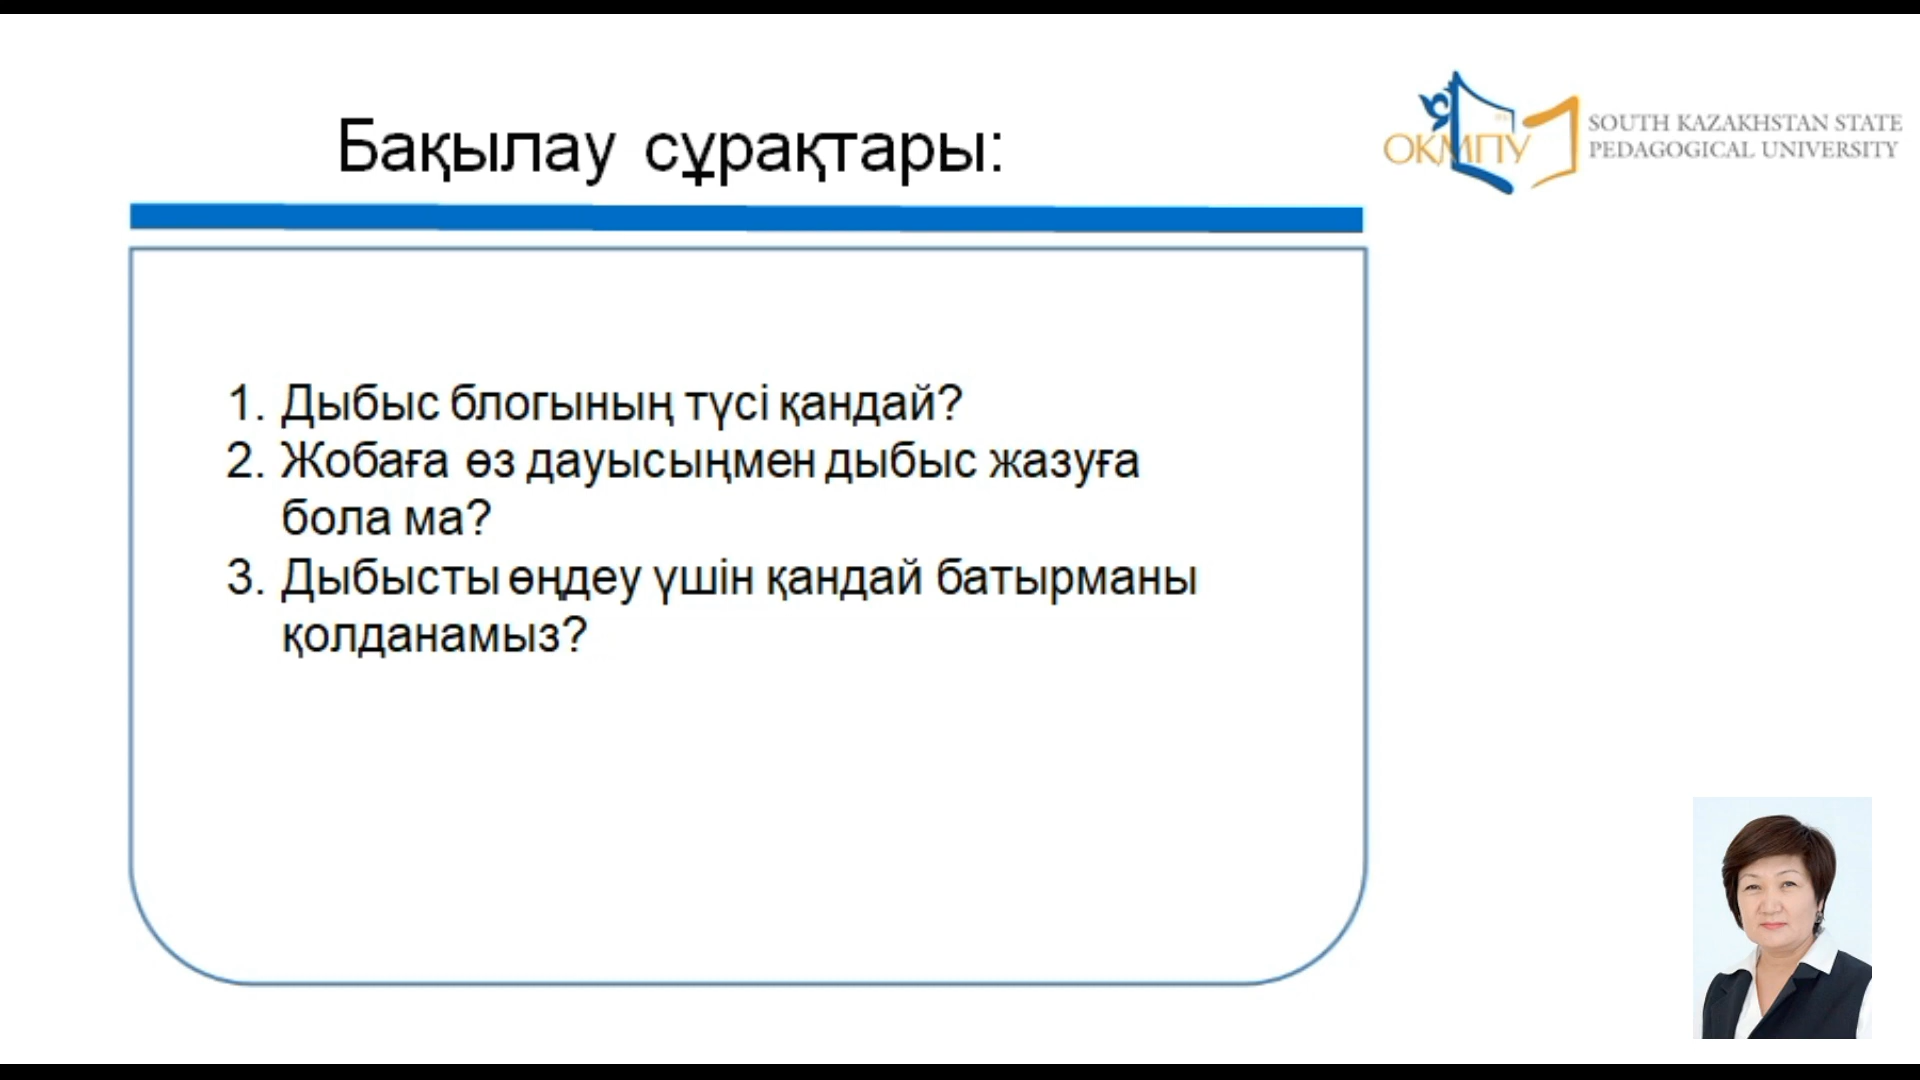 Бақылау сұрақтары:
ОКМПУ
SOUTH KAZAKHSTAN STATE
PEDAGOGICAL UNIVERSITY
1. Дыбыс блогының түсі қандай?
2. Жобаға өз дауысыңмен дыбыс жазуға
бола ма?
3. Дыбысты өңдеу үшін қандай батырманы
қолданамыз?